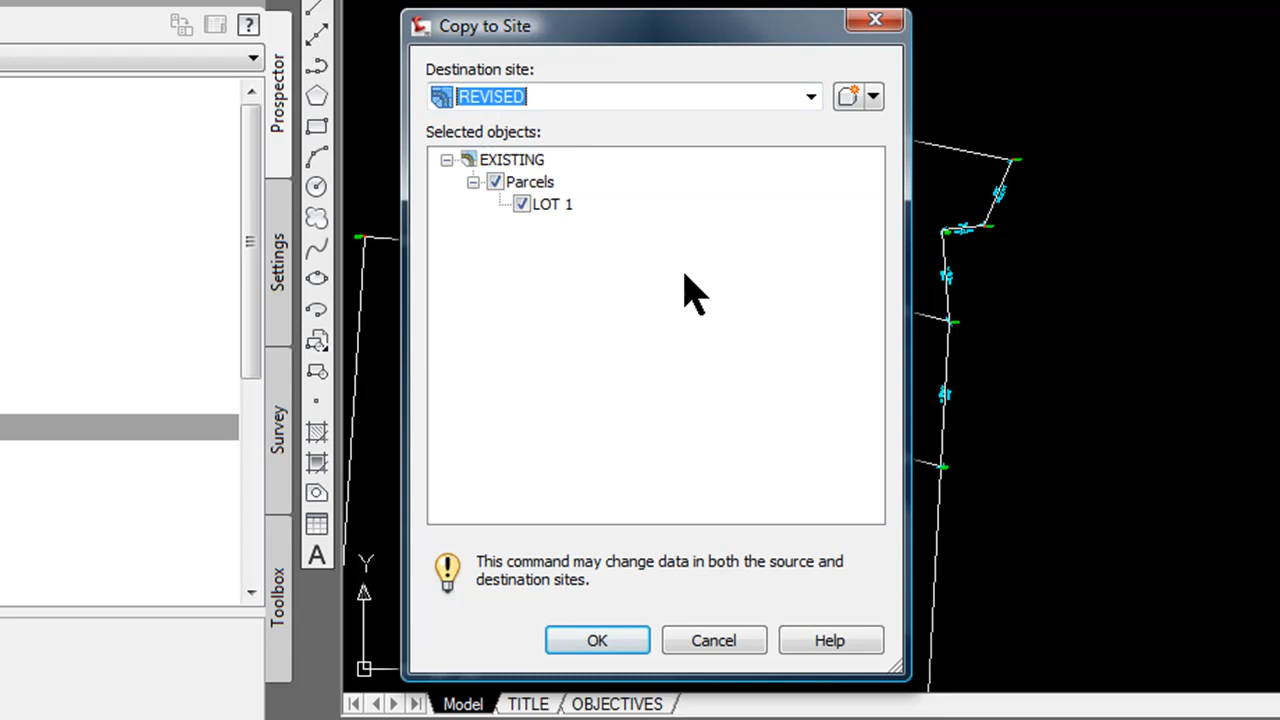 Copy to Site
Destination site:
REVISED
Selected objects:
EXISTING
Parcels
LOT 1
This command may change data in both the source and
destination sites.
OK
Cancel
Help
?
Prospector
Settings
Survey
Toolbox
A
Y
Model
TITLE
OBJECTIVES